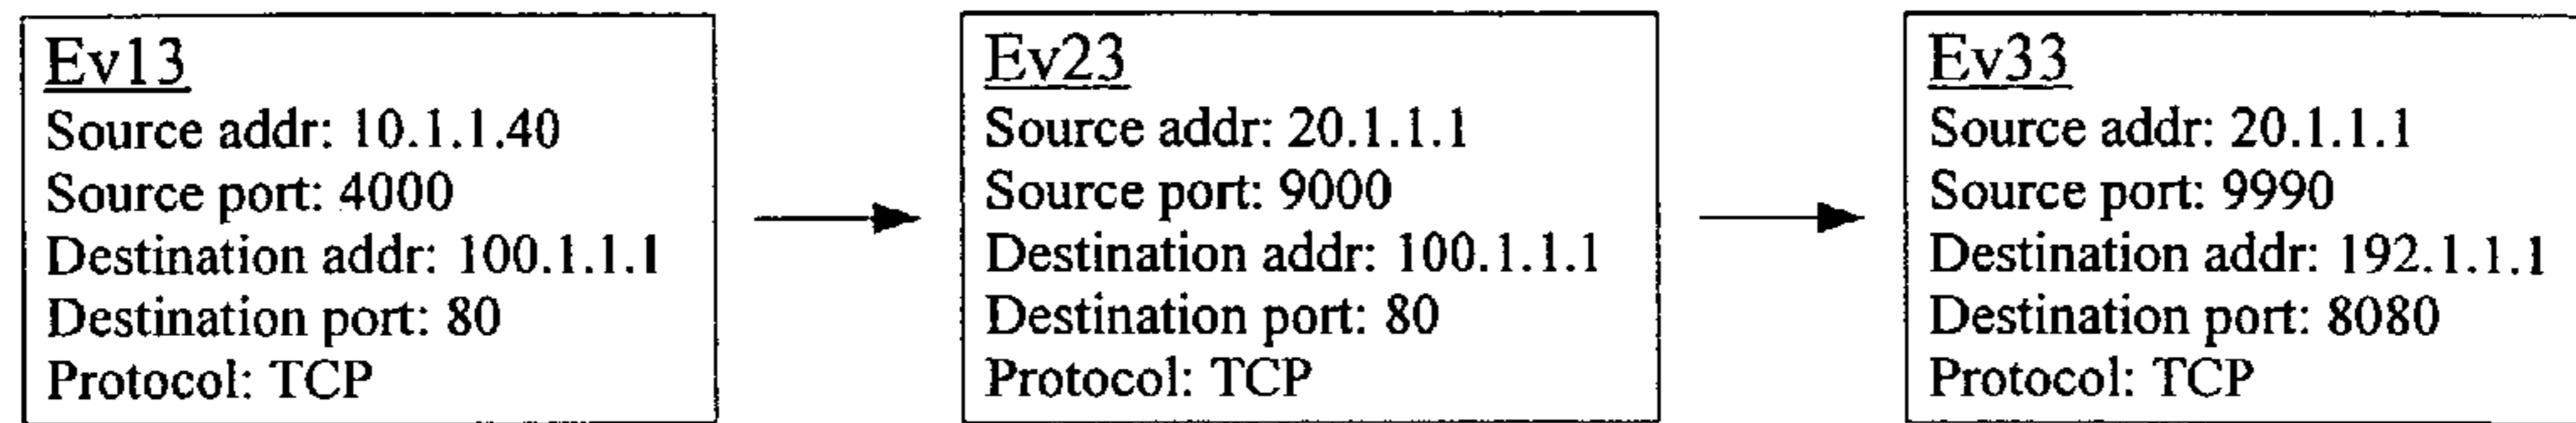 Ev13
Source addr: 10.1.1.40
Source port: 4000
Destination addr: 100.1.1.1
Destination port: 80
Protocol: TCP
Ev23
Source addr: 20.1.1.1
Source port: 9000
Destination addr: 100.1.1.1
Destination port: 80
Protocol: TCP
Ev33
Source addr: 20.1.1.1
Source port: 9990
Destination addr: 192.1.1.1
Destination port: 8080
Protocol: TCP